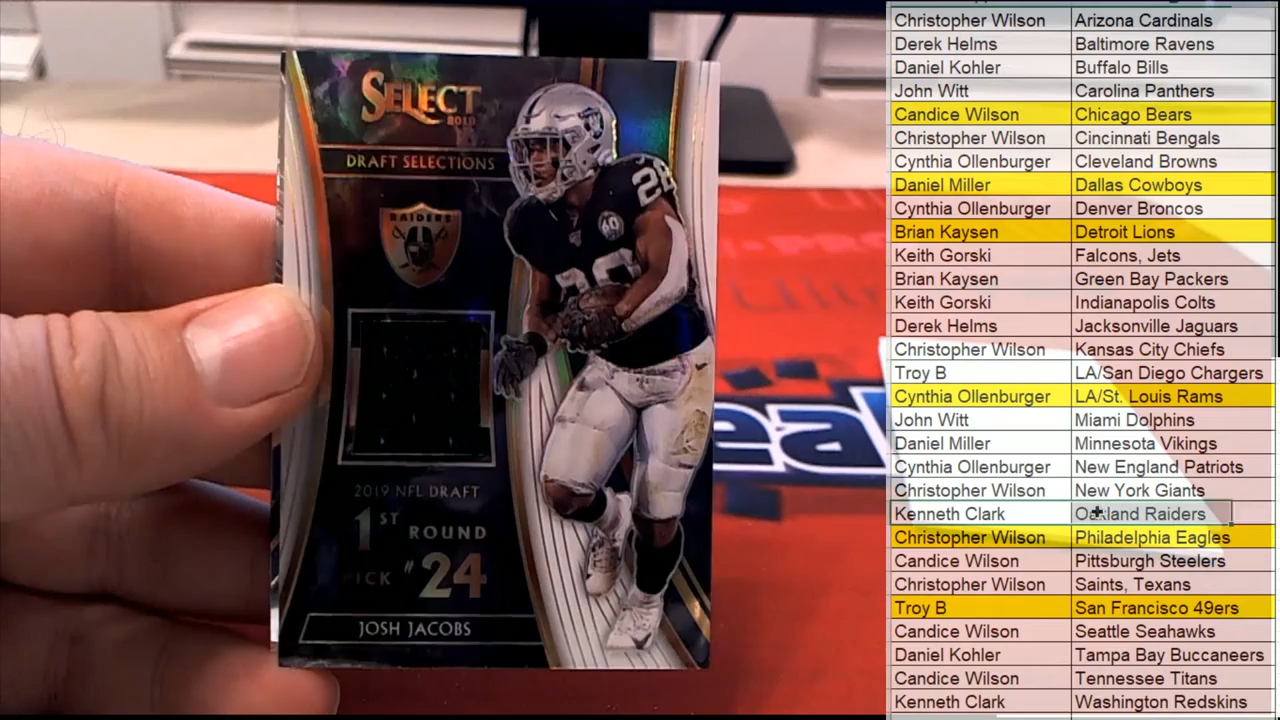 SELECT
2019
DRAFT SELECTIONS
RAIDERS
28
60
28
2019 NFL DRAFT
1ST ROUND
PICK #24
JOSH JACOBS
Christopher Wilson Arizona Cardinals
Derek Helms Baltimore Ravens
Daniel Kohler Buffalo Bills
John Witt Carolina Panthers
Candice Wilson Chicago Bears
Christopher Wilson Cincinnati Bengals
Cynthia Ollenburger Cleveland Browns
Daniel Miller Dallas Cowboys
Cynthia Ollenburger Denver Broncos
Brian Kaysen Detroit Lions
Keith Gorski Falcons, Jets
Brian Kaysen Green Bay Packers
Keith Gorski Indianapolis Colts
Derek Helms Jacksonville Jaguars
Christopher Wilson Kansas City Chiefs
Troy B LA/San Diego Chargers
Cynthia Ollenburger LA/St. Louis Rams
John Witt Miami Dolphins
Daniel Miller Minnesota Vikings
Cynthia Ollenburger New England Patriots
Christopher Wilson New York Giants
Kenneth Clark Oakland Raiders
Christopher Wilson Philadelphia Eagles
Candice Wilson Pittsburgh Steelers
Christopher Wilson Saints, Texans
Troy B San Francisco 49ers
Candice Wilson Seattle Seahawks
Daniel Kohler Tampa Bay Buccaneers
Candice Wilson Tennessee Titans
Kenneth Clark Washington Redskins